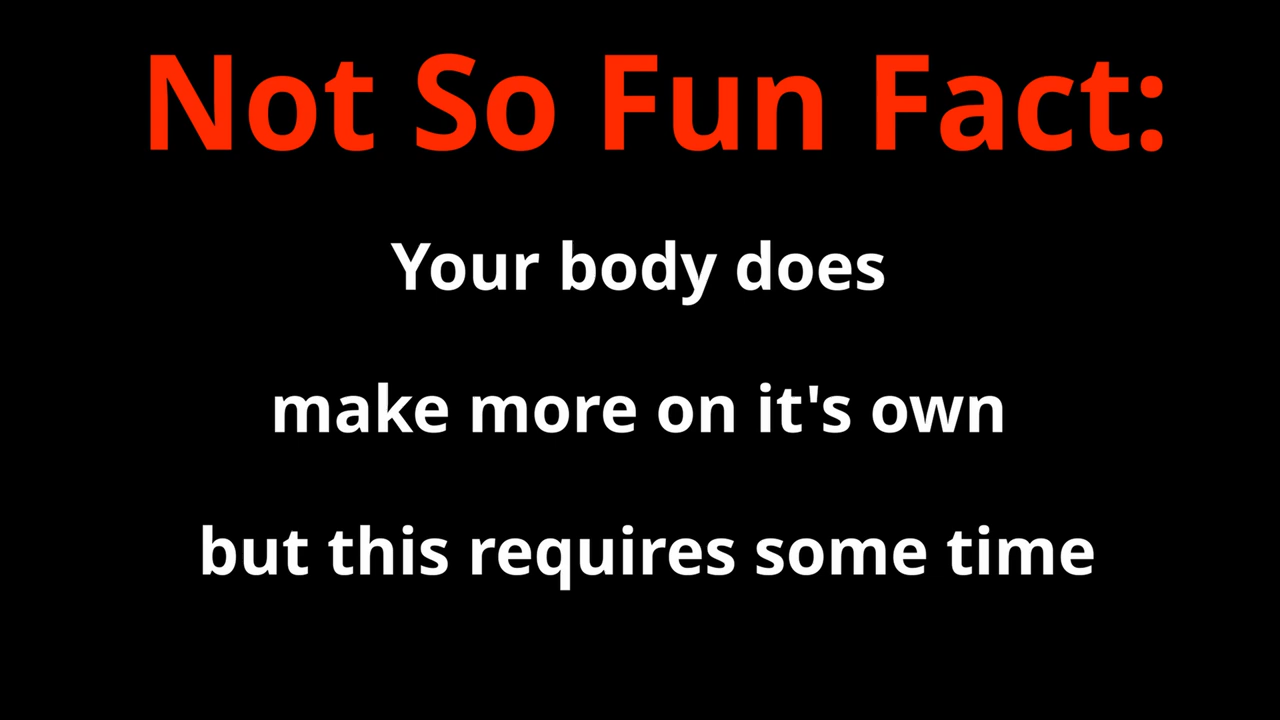 Not So Fun Fact:
Your body does
make more on it's own
but this requires some time